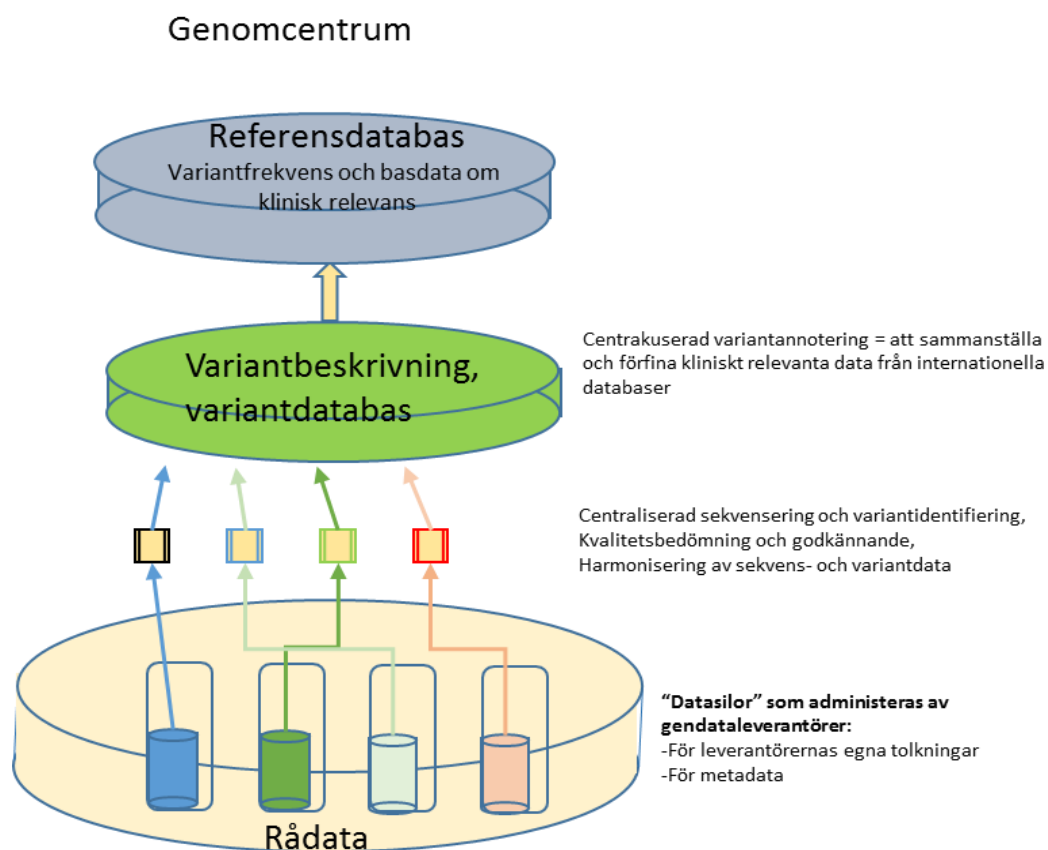 Genomcentrum
Referensdatabas
Variantfrekvens och basdata om
klinisk relevans
Variantbeskrivning,
variantdatabas
Centrakuserad variantannotering = att sammanställa
och förfina kliniskt relevanta data från internationella
databaser
Centraliserad sekvensering och variantidentifiering,
Kvalitetsbedömning och godkännande,
Harmonisering av sekvens- och variantdata
“Datasilor” som administeras av
gendataleverantörer:
-För leverantörernas egna tolkningar
-För metadata
Rådata